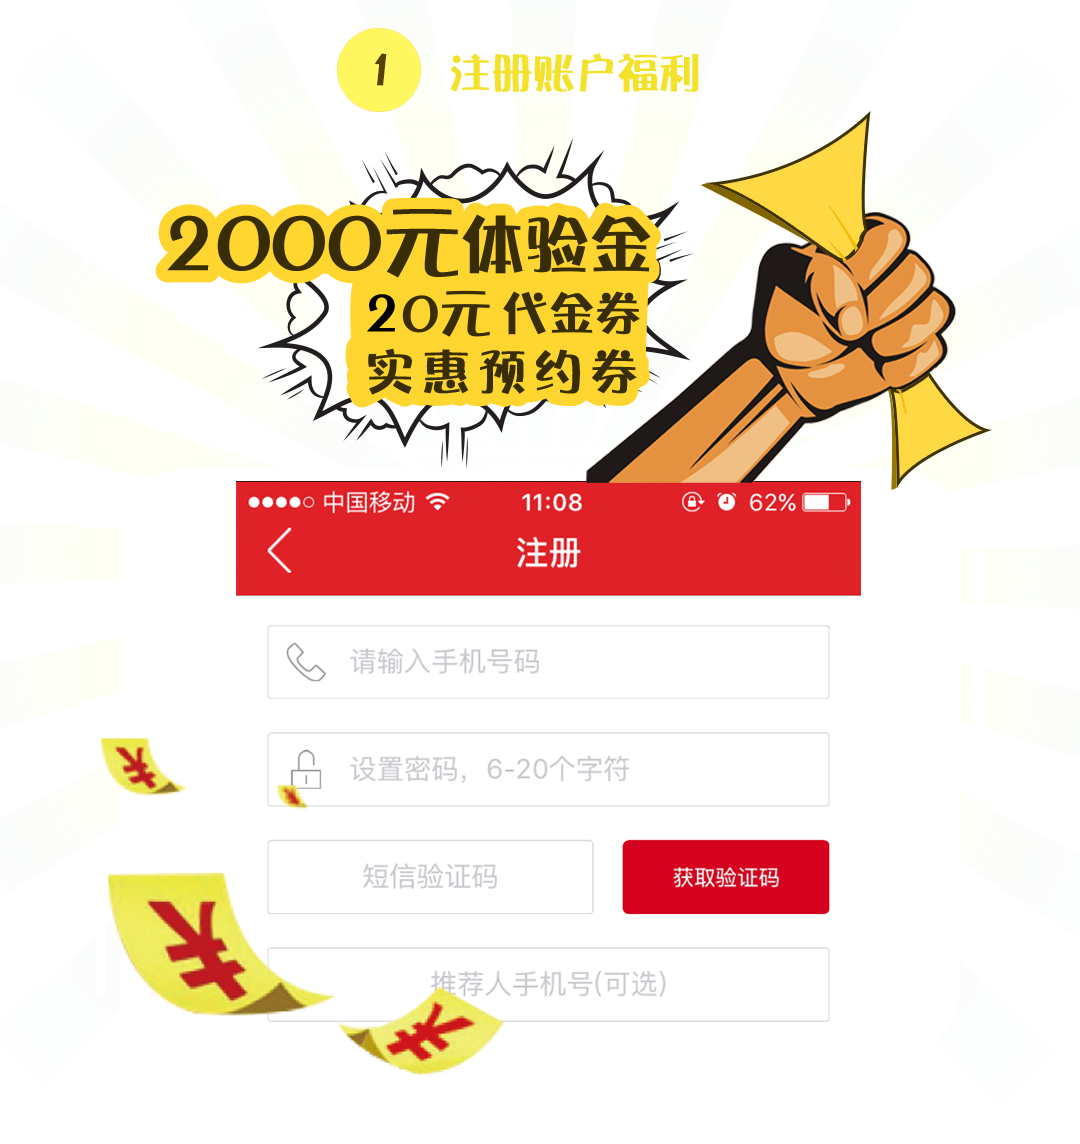 1 注册账户福利
2000元体验金
20元代金券
实惠预约券
中国移动 11:08 62%
注册
请输入手机号码
设置密码，6-20个字符
短信验证码 获取验证码
推荐人手机号(可选)
¥
¥
¥
¥